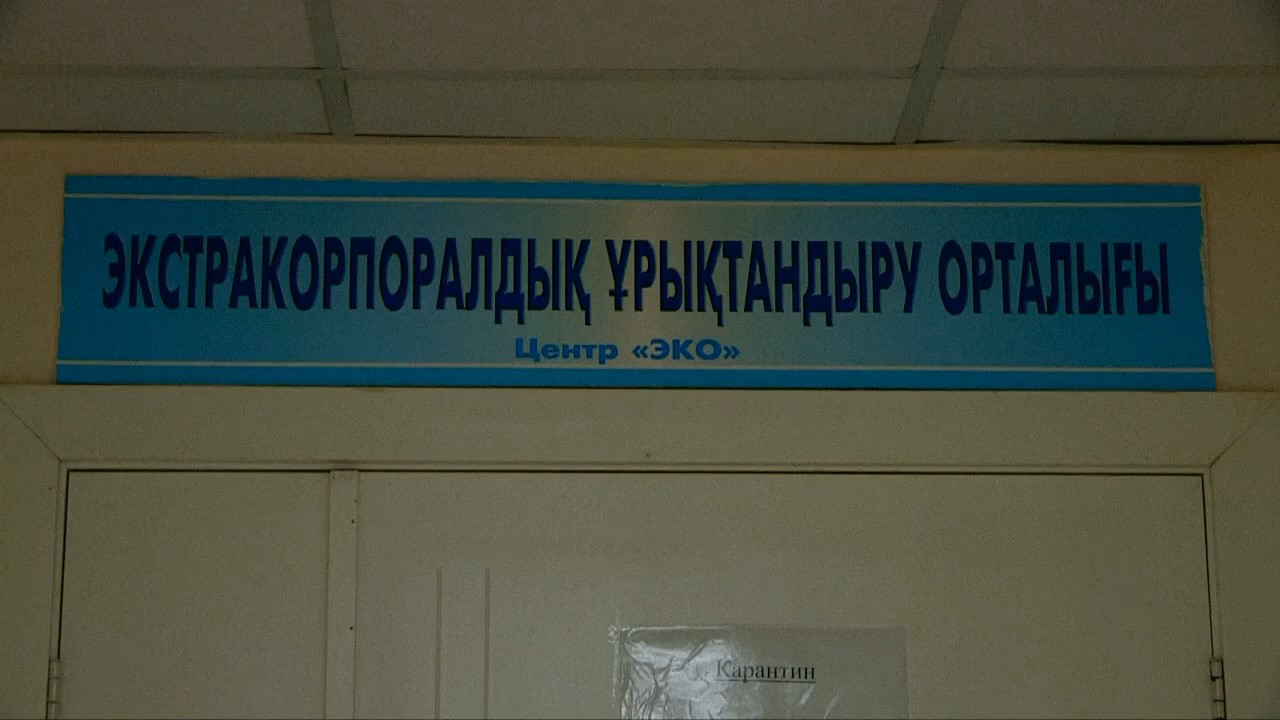 ЭКСТРАКОРПОРАЛДЫҚ ҰРЫҚТАНДЫРУ ОРТАЛЫҒЫ
Центр «ЭКО»
Карантин